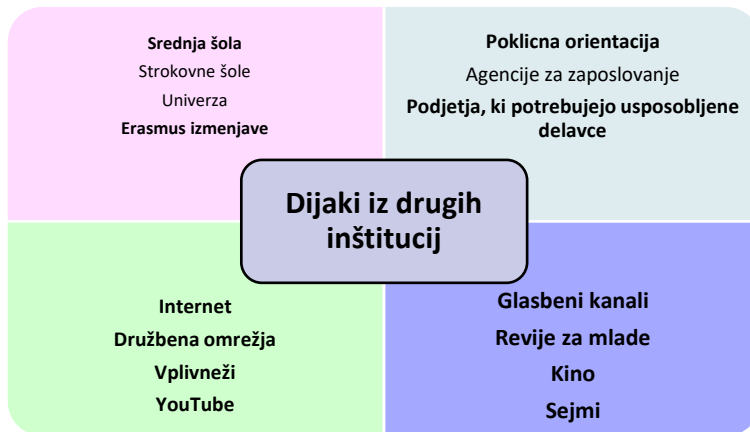 Srednja šola
Strokovne šole
Univerza
Erasmus izmenjave
Poklicna orientacija
Agencije za zaposlovanje
Podjetja, ki potrebujejo usposobljene
delavce
Dijaki iz drugih
inštitucij
Internet
Družbena omrežja
Vplivneži
YouTube
Glasbeni kanali
Revije za mlade
Kino
Sejmi